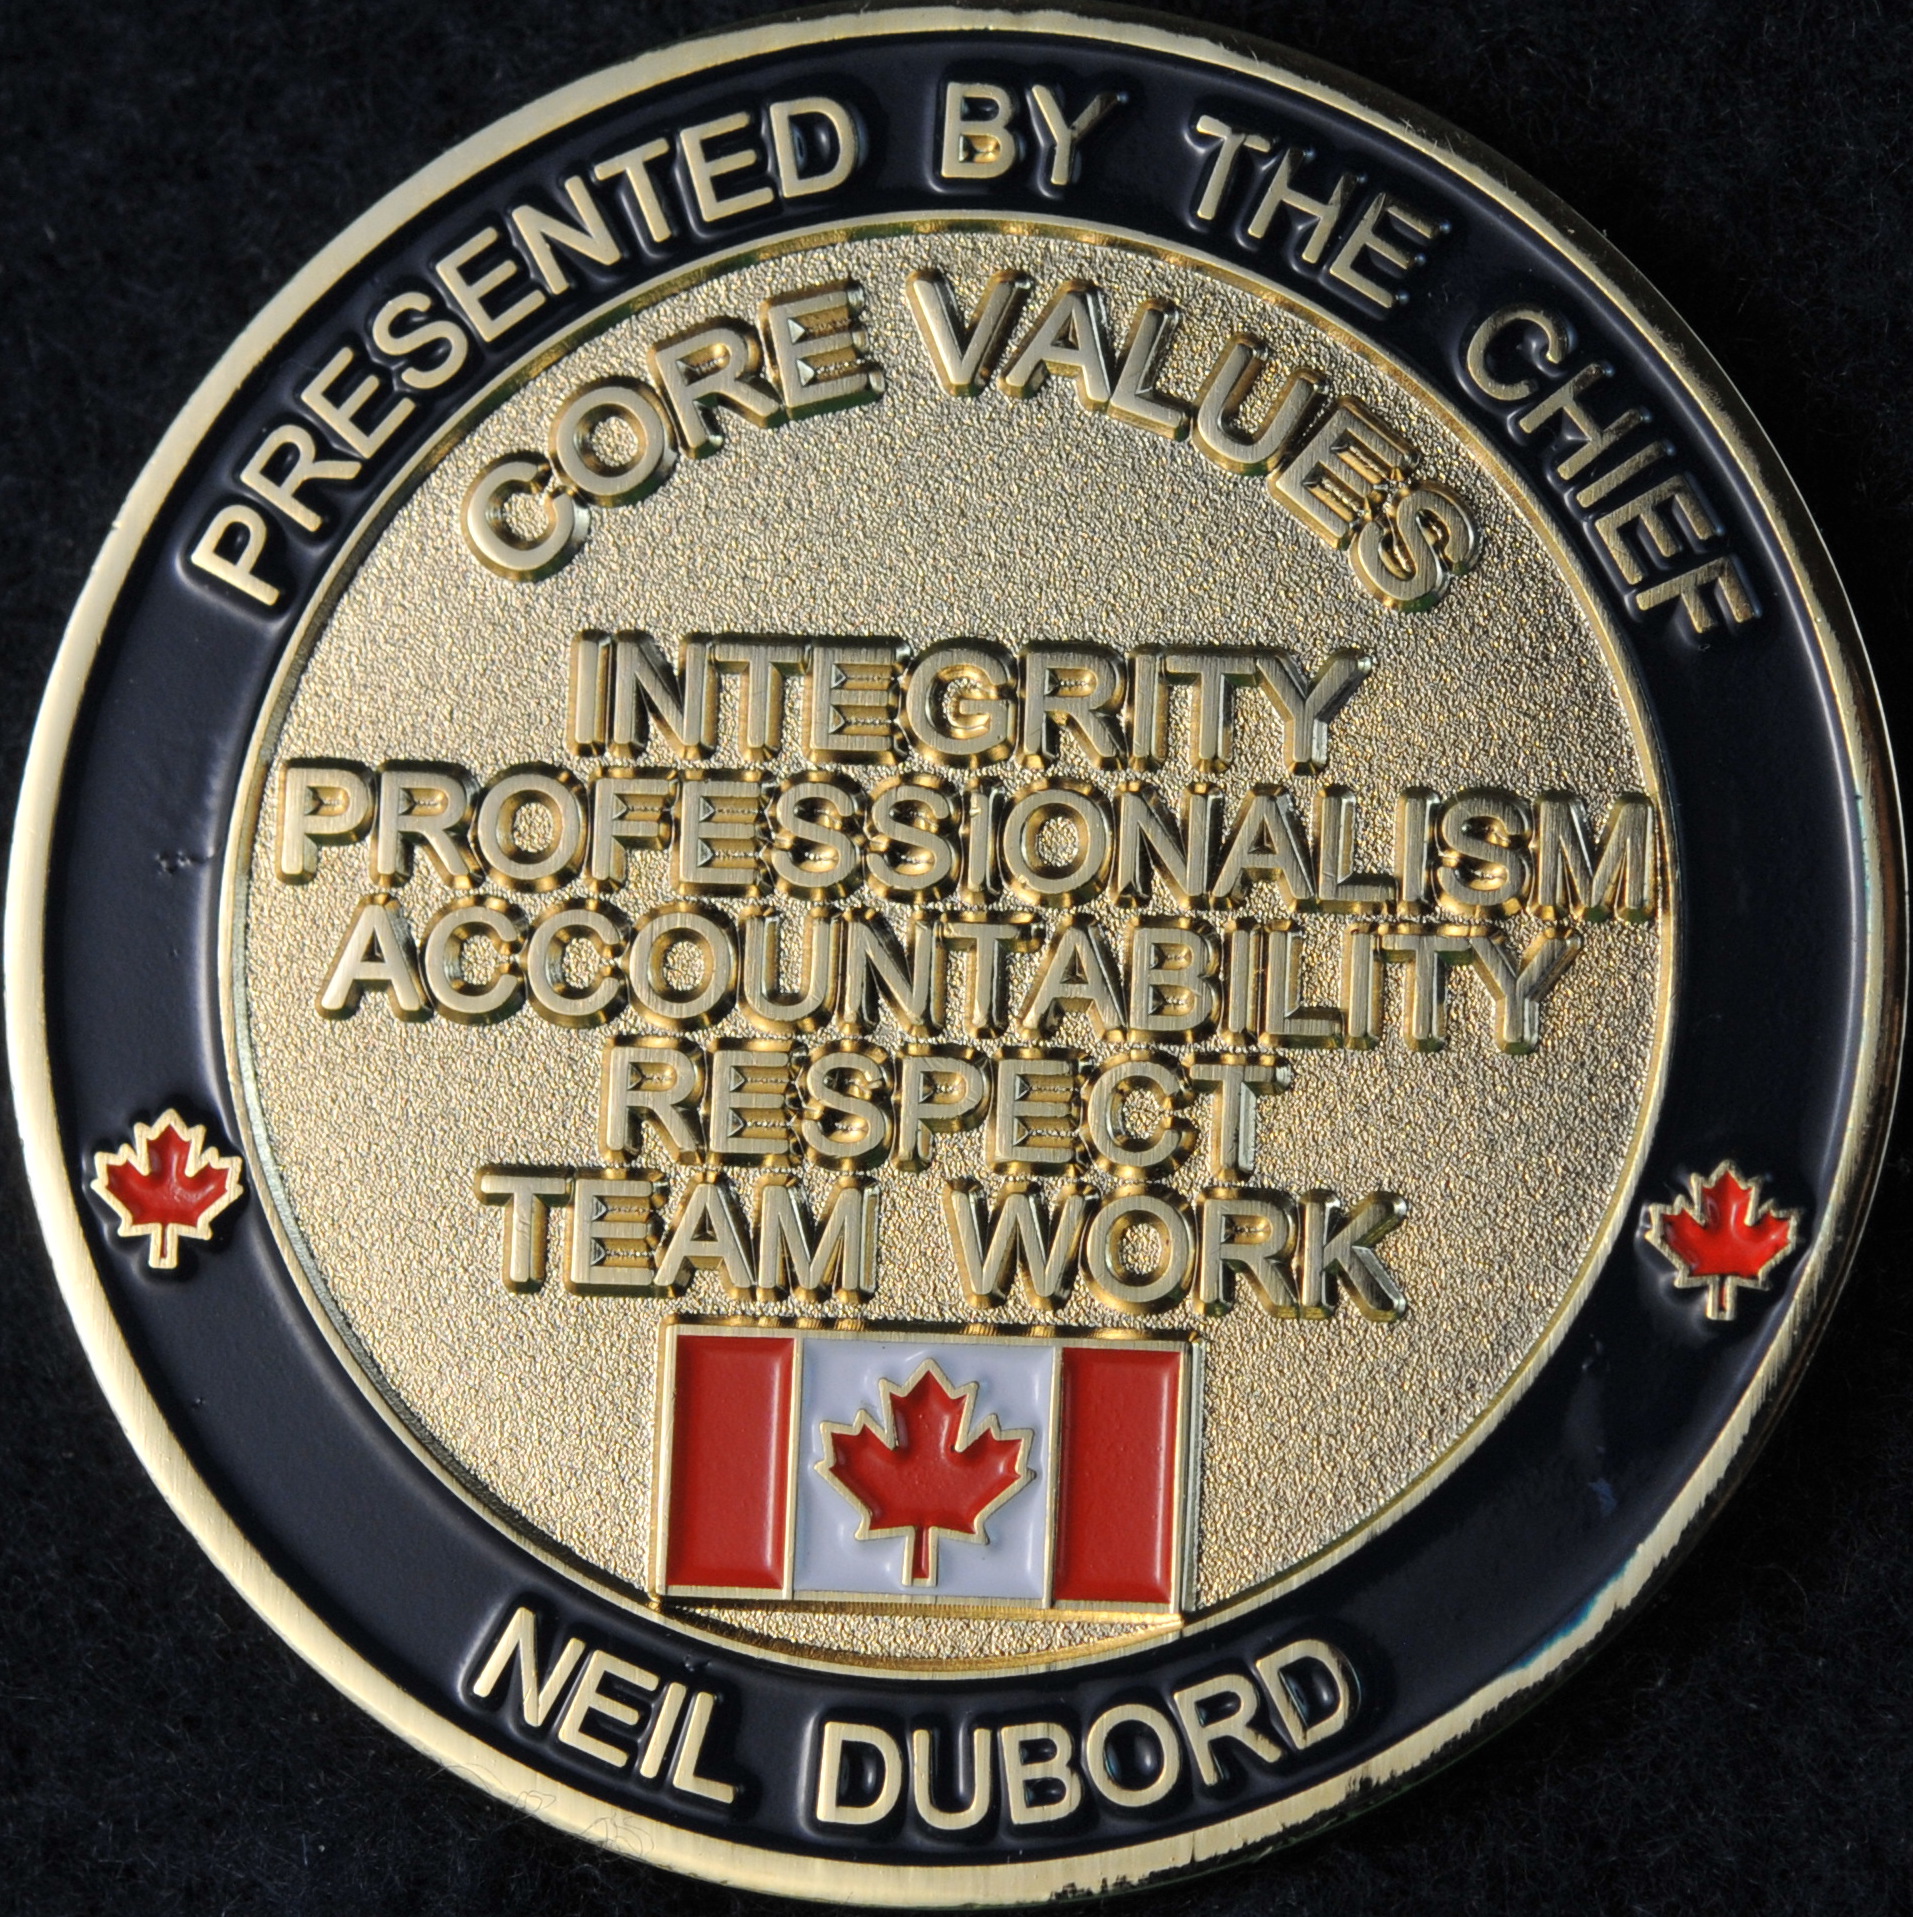 PRESENTED BY THE CHIEF
CORE VALUES
INTEGRITY
PROFESSIONALISM
ACCOUNTABILITY
RESPECT
TEAM WORK
NEIL DUBORD